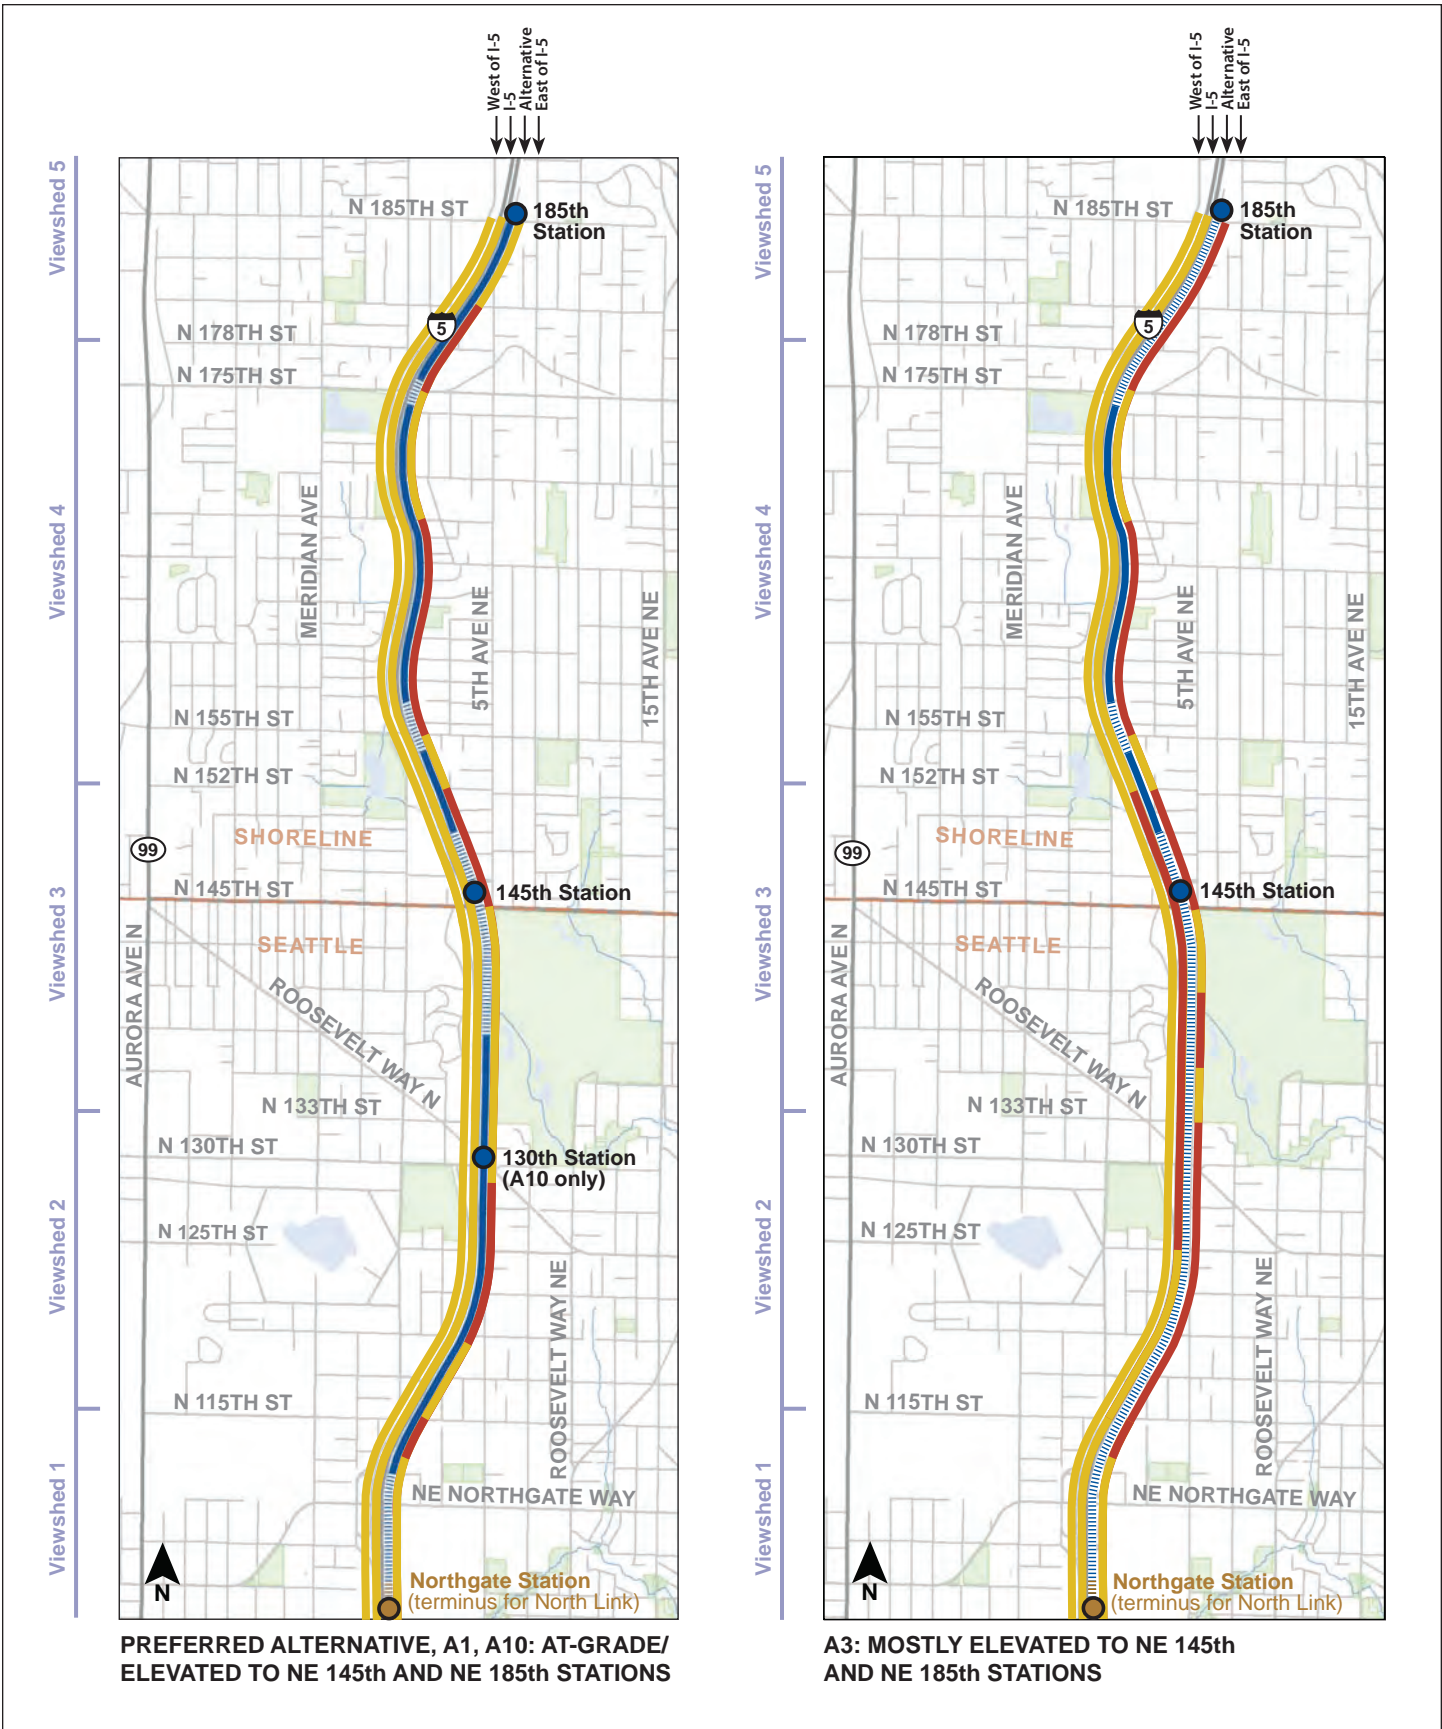 West of I-5
I-5
Alternative
East of I-5
Viewshed 5
Viewshed 4
Viewshed 3
Viewshed 2
Viewshed 1
N 185TH ST
185th
Station
5
N 178TH ST
N 175TH ST
MERIDIAN AVE
5TH AVE NE
15TH AVE NE
N 155TH ST
N 152TH ST
SHORELINE
99
N 145TH ST
145th Station
SEATTLE
AURORA AVE N
ROOSEVELT WAY N
N 133TH ST
N 130TH ST
130th Station
(A10 only)
N 125TH ST
ROOSEVELT WAY NE
N 115TH ST
NE NORTHGATE WAY
N
Northgate Station
(terminus for North Link)
PREFERRED ALTERNATIVE, A1, A10: AT-GRADE/
ELEVATED TO NE 145th AND NE 185th STATIONS
West of I-5
I-5
Alternative
East of I-5
Viewshed 5
Viewshed 4
Viewshed 3
Viewshed 2
Viewshed 1
N 185TH ST
185th
Station
5
N 178TH ST
N 175TH ST
MERIDIAN AVE
5TH AVE NE
15TH AVE NE
N 155TH ST
N 152TH ST
SHORELINE
99
N 145TH ST
145th Station
SEATTLE
AURORA AVE N
ROOSEVELT WAY N
N 133TH ST
N 130TH ST
N 125TH ST
ROOSEVELT WAY NE
N 115TH ST
NE NORTHGATE WAY
N
Northgate Station
(terminus for North Link)
A3: MOSTLY ELEVATED TO NE 145th
AND NE 185th STATIONS